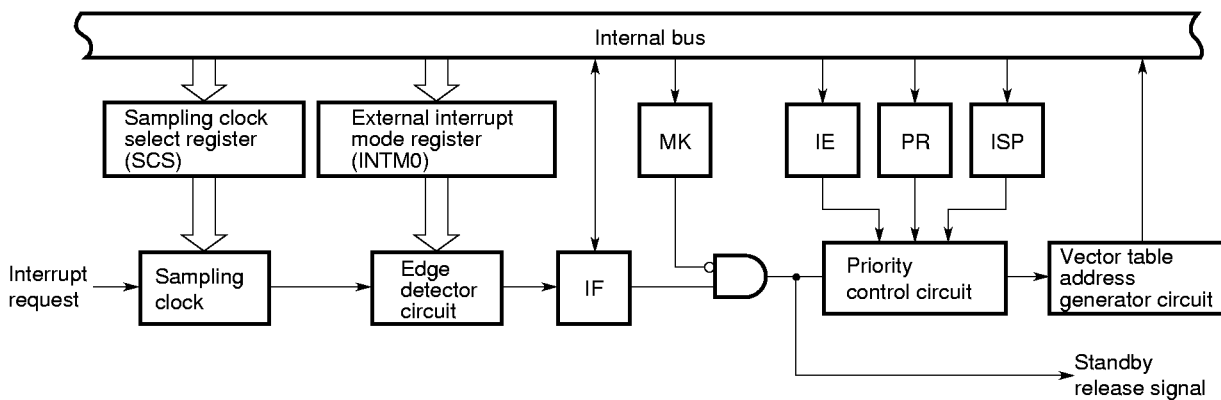 Internal bus
Sampling clock
select register
(SCS)
External interrupt
mode register
(INTM0)
MK
IE
PR
ISP
Interrupt
request
Sampling
clock
Edge
detector
circuit
IF
Priority
control circuit
Vector table
address
generator circuit
Standby
release signal